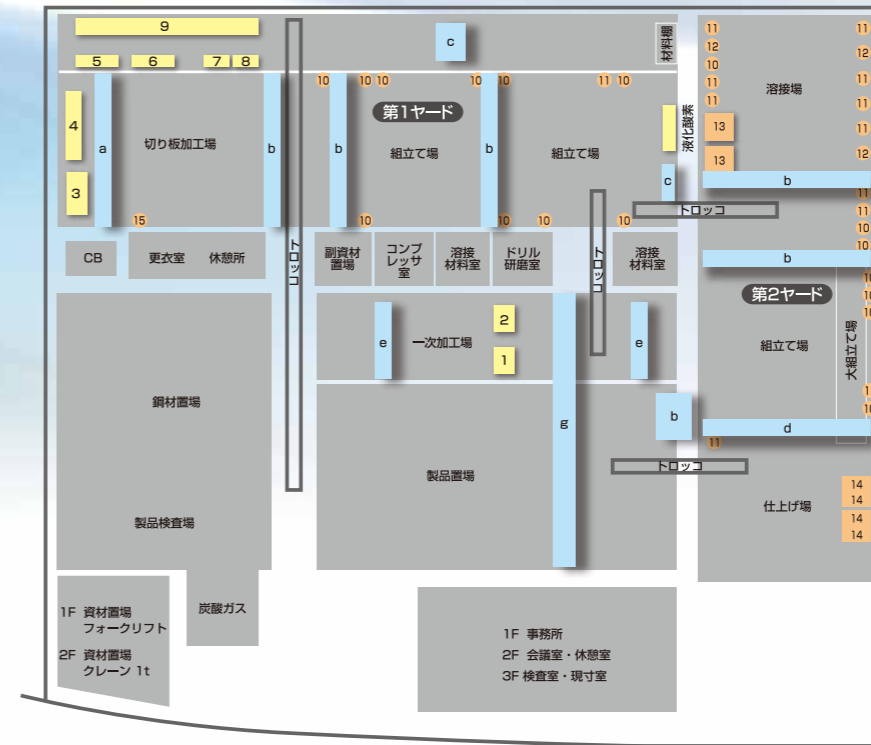 9
5
6
7
8
c
材料棚
4
3
a
切り板加工場
b
15
10
10
10
第1ヤード
組立て場
b
10
10
10
b
10
組立て場
11
10
10
10
c
液化酸素
トロッコ
11
12
10
11
11
13
13
溶接場
11
12
11
11
11
12
b
11
11
10
10
b
第2ヤード
組立て場
大組立て場
d
11
仕上げ場
14
14
14
14
CB
更衣室
休憩所
トロッコ
副資材
置場
コンプ
レッサ
室
溶接
材料室
ドリル
研磨室
トロッコ
溶接
材料室
鋼材置場
製品検査場
e
一次加工場
2
1
e
g
b
製品置場
トロッコ
1F 資材置場
フォークリフト
2F 資材置場
クレーン 1t
炭酸ガス
1F 事務所
2F 会議室・休憩室
3F 検査室・現寸室